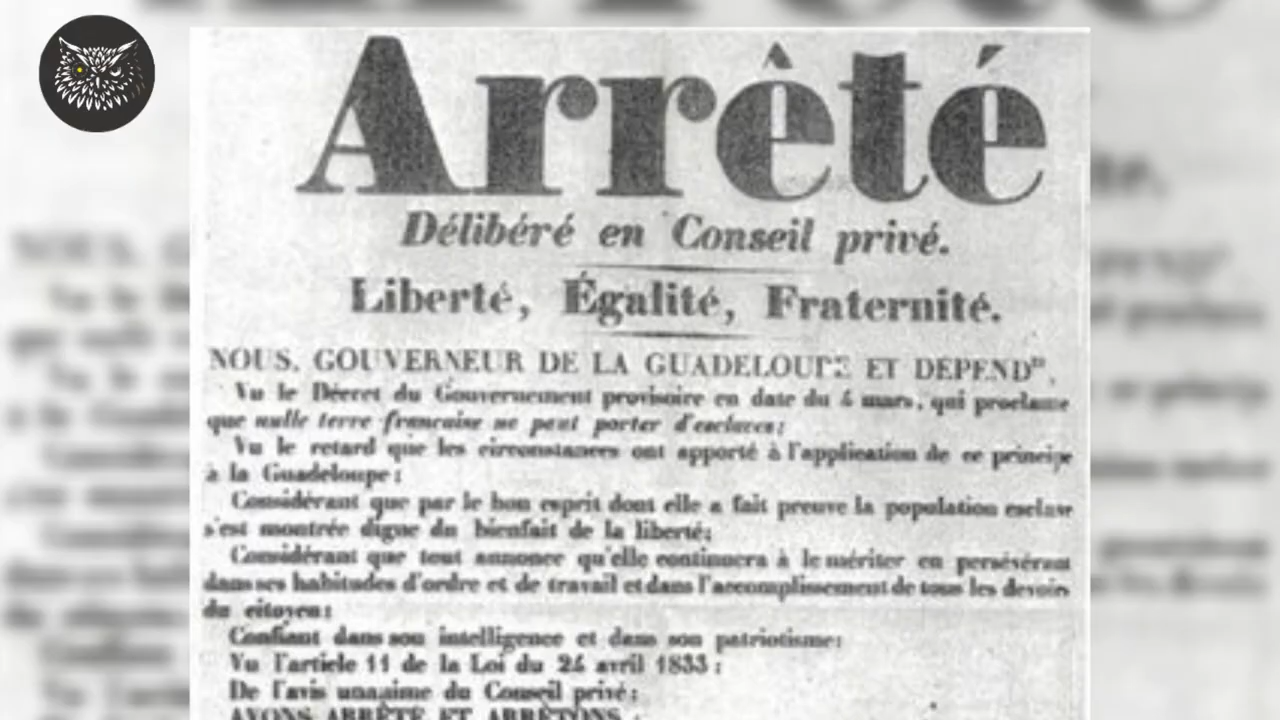 Arrêté
Délibéré en Conseil privé.
Liberté, Égalité, Fraternité.
NOUS, GOUVERNEUR DE LA GUADELOUPE ET DÉPENDces,
Vu le Décret du Gouvernement provisoire en date du 4 mars, qui proclame
que nulle terre française ne peut porter d'esclaves;
Vu le retard que les circonstances ont apporté à l'application de ce principe
à la Guadeloupe:
Considérant que par le bon esprit dont elle a fait preuve la population esclave
s'est montrée digne du bienfait de la liberté;
Considérant que tout annonce qu'elle continuera à le mériter en persévérant
dans ses habitudes d'ordre et de travail et dans l'accomplissement de tous les devoirs
du citoyen:
Confiant dans son intelligence et dans son patriotisme:
Vu l'article 11 de la Loi du 24 avril 1833:
De l'avis unanime du Conseil privé:
AVONS ARRÊTÉ ET ARRÊTONS: